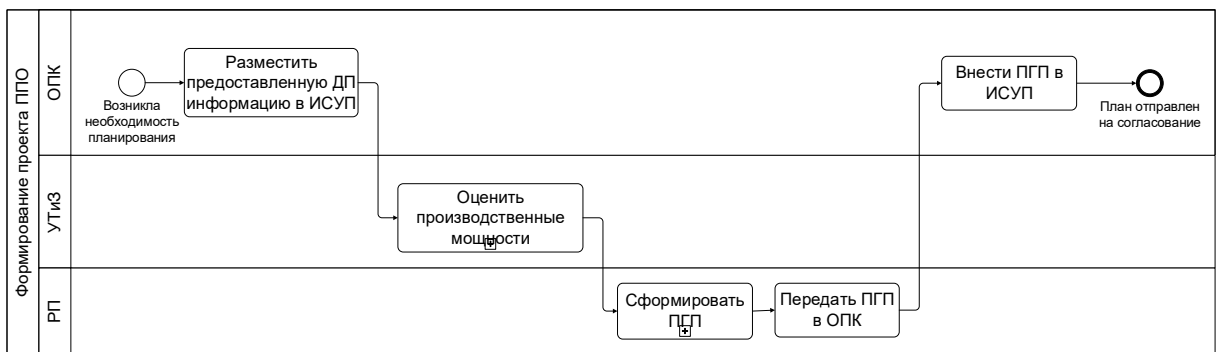 Формирование проекта ППО
ОПК
Возникла
необходимость
планирования
Разместить
предоставленную ДП
информацию в ИСУП
Внести ПГП в
ИСУП
План отправлен
на согласование
УТиЗ
Оценить
производственные
мощности
РП
Сформировать
ПГП
Передать ПГП
в ОПК